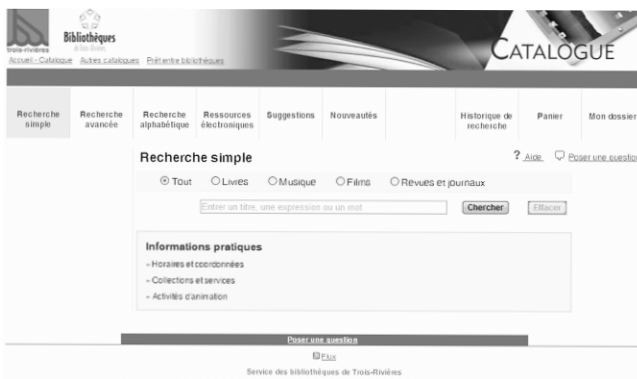 trois-rivières
Bibliothèques
de Trois-Rivières
Accueil - Catalogue Autres catalogues Prêt entre bibliothèques
CATALOGUE
Recherche simple
Recherche avancée
Recherche alphabétique
Ressources électroniques
Suggestions
Nouveautés
Historique de recherche
Panier
Mon dossier
Recherche simple
? Aide Poser une question
Tout Livres Musique Films Revues et journaux
Entrer un titre, une expression ou un mot Chercher Effacer
Informations pratiques
- Horaires et coordonnées
- Collections et services
- Activités d'animation
Poser une question
Flux
Service des bibliothèques de Trois-Rivières